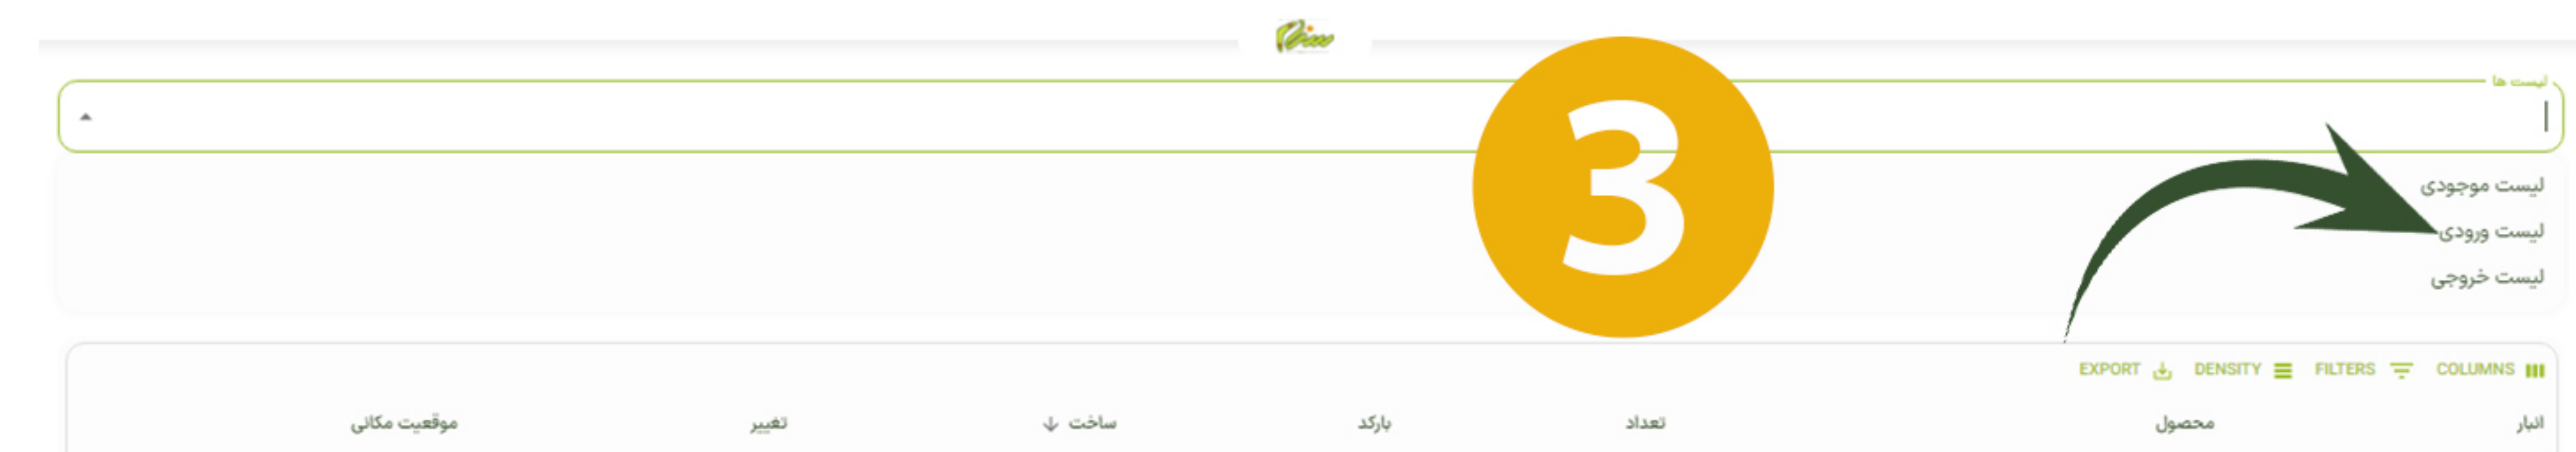 لیست ها
3
لیست موجودی
لیست ورودی
لیست خروجی
COLUMNS FILTERS DENSITY EXPORT
انبار محصول تعداد بارکد ساخت تغییر موقعیت مکانی